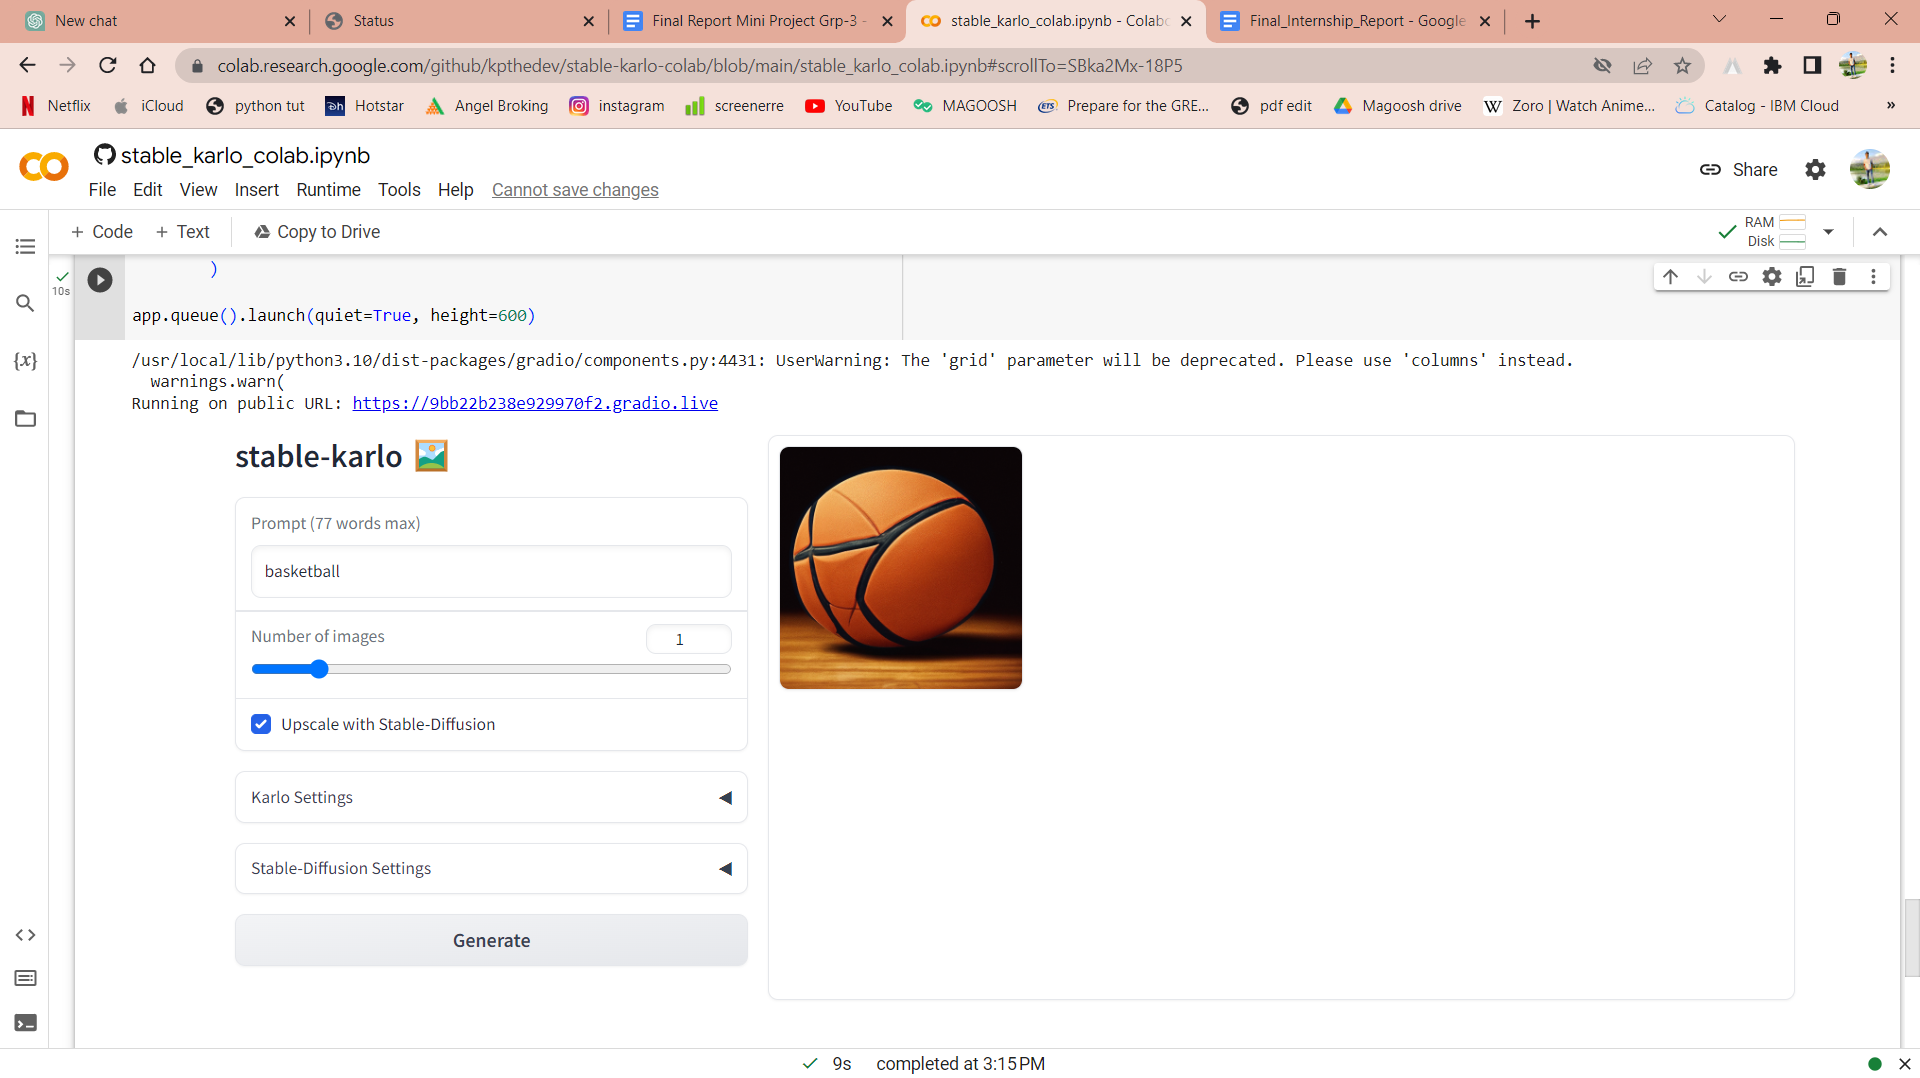 New chat
Status
Final Report Mini Project Grp-3 -
stable_karlo_colab.ipynb - Colabo
Final_Internship_Report - Google
colab.research.google.com/github/kpthedev/stable-karlo-colab/blob/main/stable_karlo_colab.ipynb#scrollTo=SBka2Mx-18P5
Netflix
iCloud
python tut
Hotstar
Angel Broking
instagram
screenerre
YouTube
MAGOOSH
Prepare for the GRE...
pdf edit
Magoosh drive
Zoro | Watch Anime...
Catalog - IBM Cloud
»
stable_karlo_colab.ipynb
Share
File Edit View Insert Runtime Tools Help Cannot save changes
+ Code + Text Copy to Drive
RAM
Disk
)
10s
app.queue().launch(quiet=True, height=600)
{x}
/usr/local/lib/python3.10/dist-packages/gradio/components.py:4431: UserWarning: The 'grid' parameter will be deprecated. Please use 'columns' instead.
warnings.warn(
Running on public URL: https://9bb22b238e929970f2.gradio.live
stable-karlo
Prompt (77 words max)
basketball
Number of images
1
Upscale with Stable-Diffusion
Karlo Settings
Stable-Diffusion Settings
Generate
9s completed at 3:15 PM